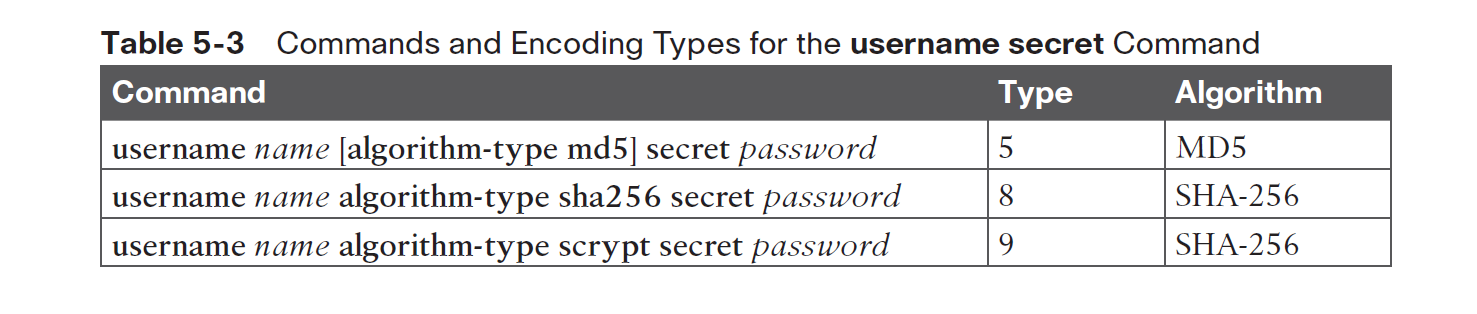 Table 5-3 Commands and Encoding Types for the username secret Command
Command Type Algorithm
username name [algorithm-type md5] secret password 5 MD5
username name algorithm-type sha256 secret password 8 SHA-256
username name algorithm-type scrypt secret password 9 SHA-256